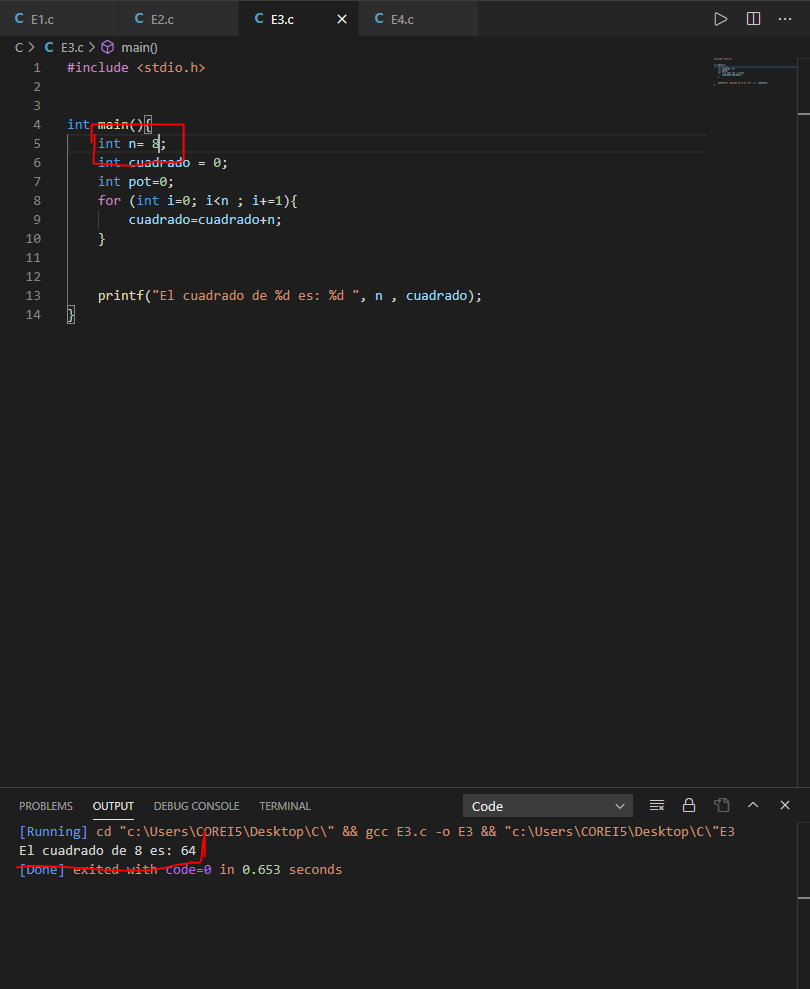 C E1.c C E2.c C E3.c × C E4.c ···
C > C E3.c > main()
1 #include <stdio.h>
2
3
4 int main(){
5 int n= 8;
6 int cuadrado = 0;
7 int pot=0;
8 for (int i=0; i<n ; i+=1){
9 cuadrado=cuadrado+n;
10 }
11
12
13 printf("El cuadrado de %d es: %d ", n , cuadrado);
14 }
PROBLEMS OUTPUT DEBUG CONSOLE TERMINAL Code
[Running] cd "c:\Users\COREI5\Desktop\C\" && gcc E3.c -o E3 && "c:\Users\COREI5\Desktop\C\"E3
El cuadrado de 8 es: 64
[Done] exited with code=0 in 0.653 seconds